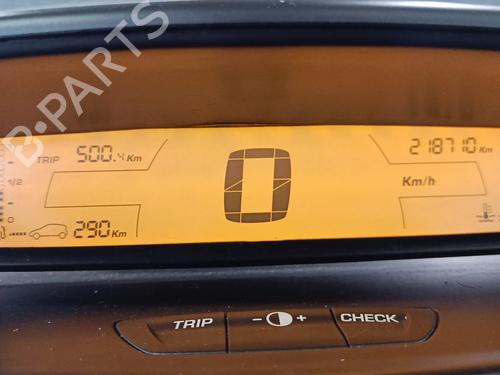 B-PARTS
TRIP 500.4 Km 218710 Km
1/2
0 Km/h
290 Km
TRIP - + CHECK